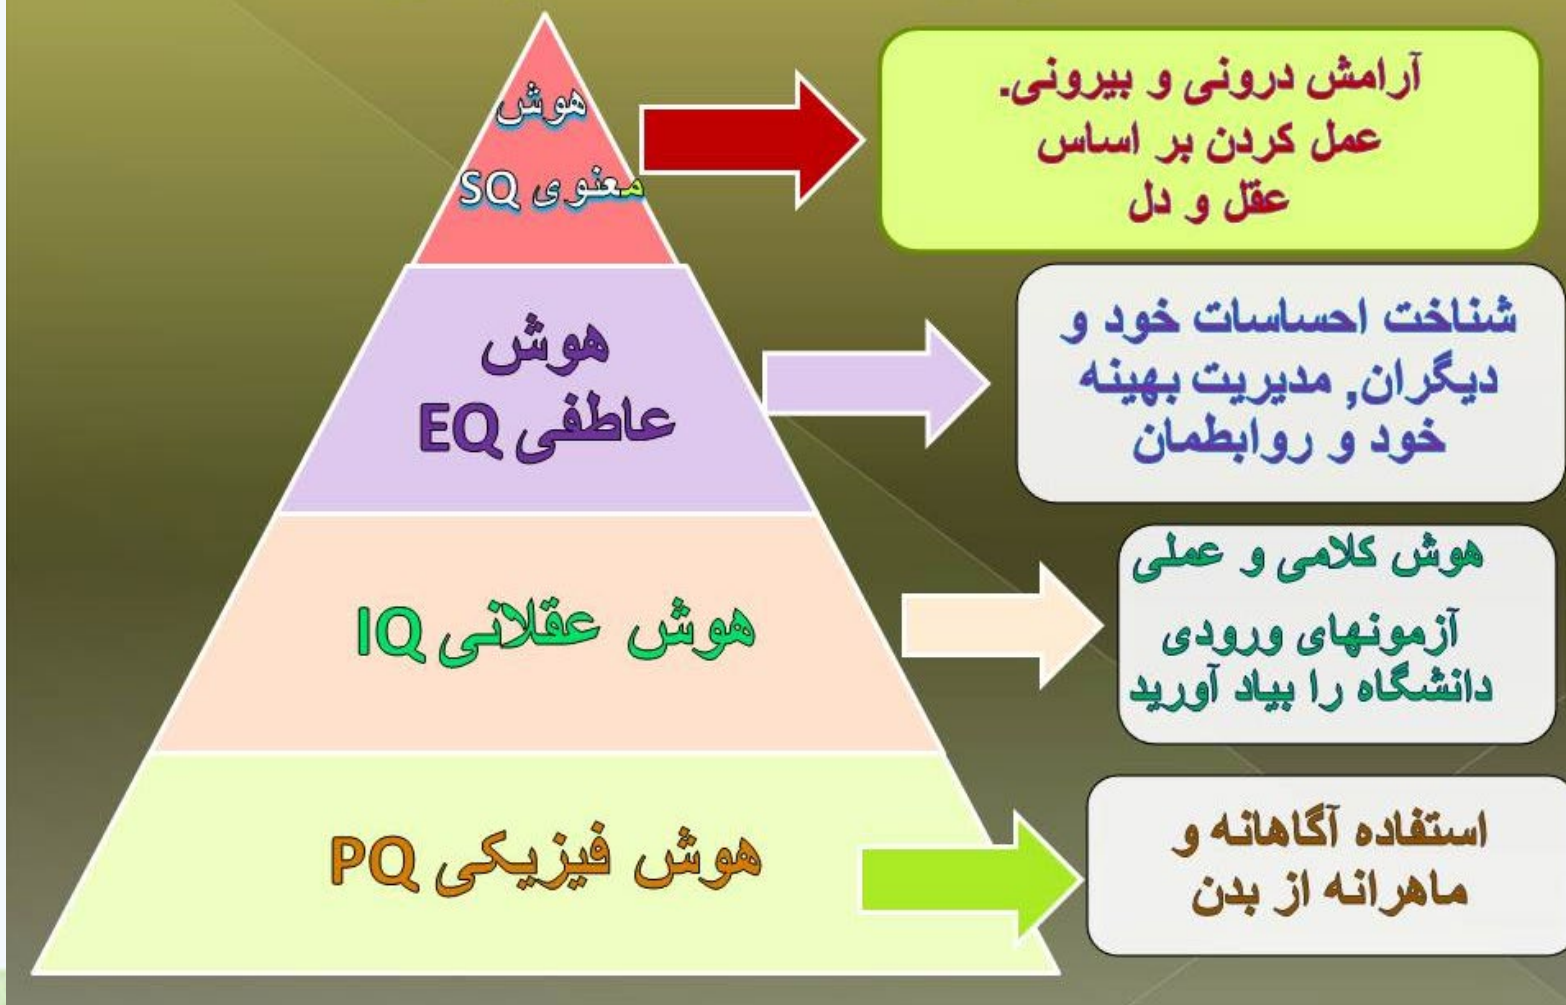 هوش
معنوی SQ
آرامش درونی و بیرونی.
عمل کردن بر اساس
عقل و دل
هوش
عاطفی EQ
شناخت احساسات خود و
دیگران, مدیریت بهینه
خود و روابطمان
هوش عقلانی IQ
هوش کلامی و عملی
آزمونهای ورودی
دانشگاه را بیاد آورید
هوش فیزیکی PQ
استفاده آگاهانه و
ماهرانه از بدن